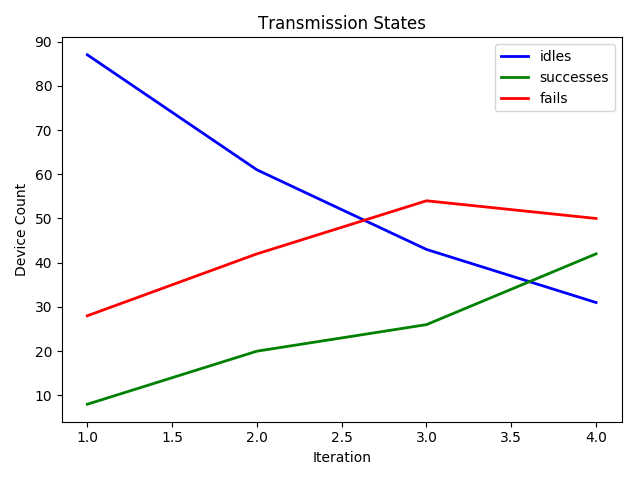 Transmission States
idles
successes
fails
Device Count
90
80
70
60
50
40
30
20
10
1.0 1.5 2.0 2.5 3.0 3.5 4.0
Iteration